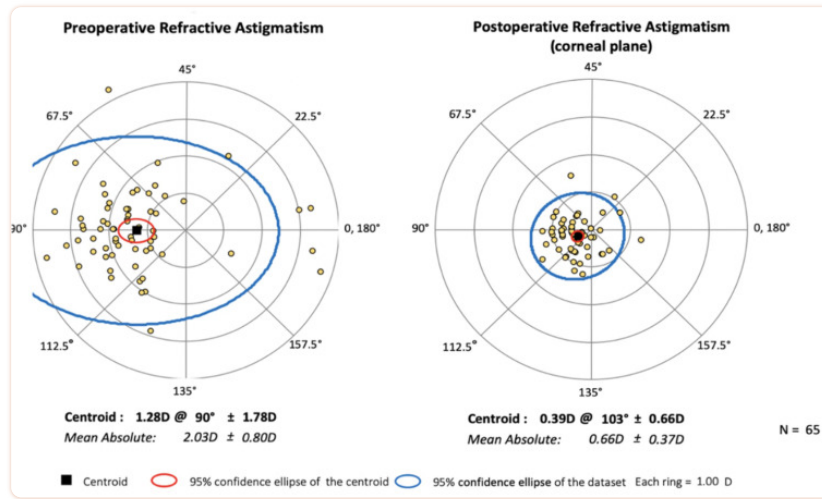 Preoperative Refractive Astigmatism
45°
67.5°
22.5°
90°
0, 180°
112.5°
157.5°
135°
Centroid : 1.28D @ 90° ± 1.78D
Mean Absolute: 2.03D ± 0.80D
Postoperative Refractive Astigmatism
(corneal plane)
45°
67.5°
22.5°
90°
0, 180°
112.5°
157.5°
135°
Centroid : 0.39D @ 103° ± 0.66D
Mean Absolute: 0.66D ± 0.37D
N = 65
Centroid 95% confidence ellipse of the centroid 95% confidence ellipse of the dataset Each ring = 1.00 D